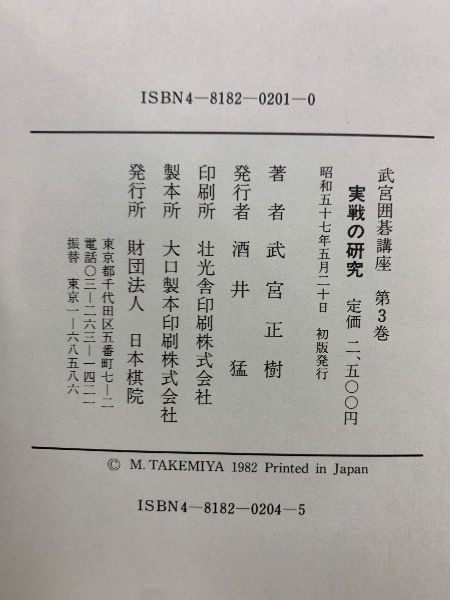 ISBN4―8182―0201―0
武宮囲碁講座 第3巻
実戦の研究 定価 二、五〇〇円
昭和五十七年五月二十日 初版発行
著者 武宮正樹
発行者 酒井猛
印刷所 壮光舎印刷株式会社
製本所 大口製本印刷株式会社
発行所 財団法人 日本棋院
東京都千代田区五番町七―二
電話〇三―二六三―一四二一
振替 東京一―六八五八六
© M. TAKEMIYA 1982 Printed in Japan
ISBN4―8182―0204―5